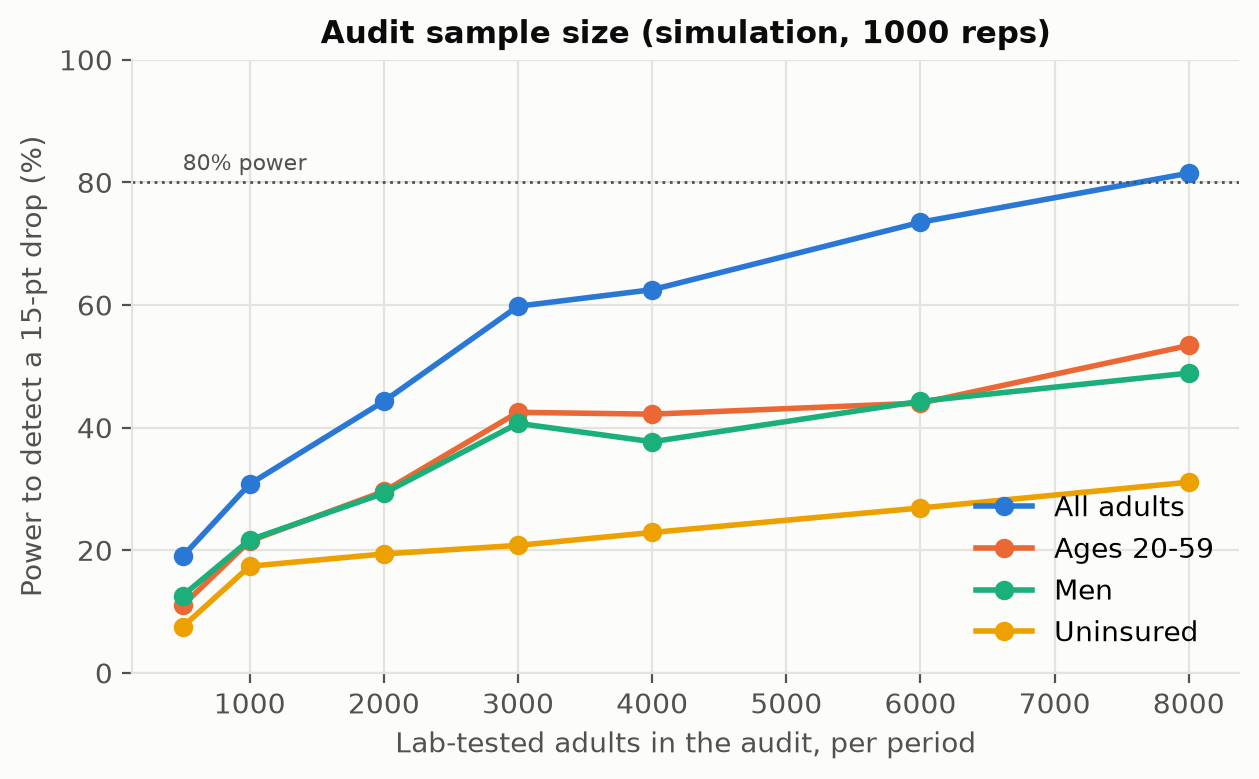 Audit sample size (simulation, 1000 reps)
Power to detect a 15-pt drop (%)
100
80
60
40
20
0
80% power
All adults
Ages 20-59
Men
Uninsured
1000 2000 3000 4000 5000 6000 7000 8000
Lab-tested adults in the audit, per period